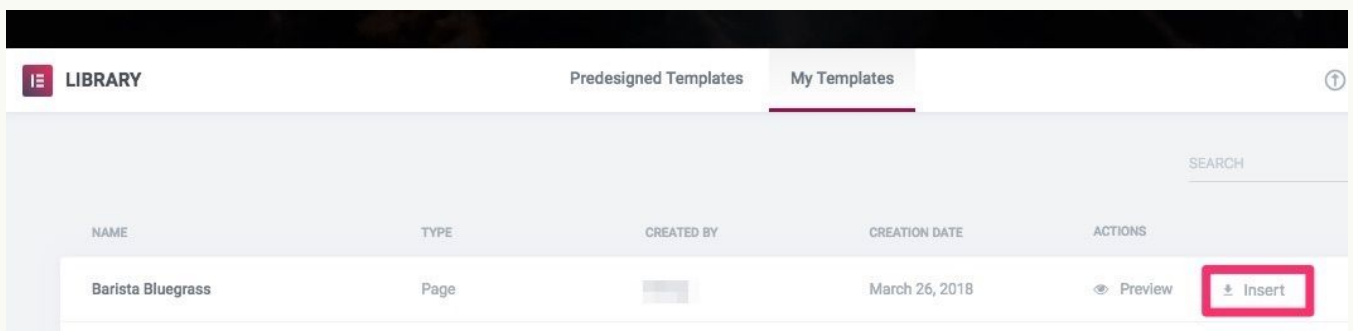 LIBRARY Predesigned Templates My Templates
SEARCH
NAME TYPE CREATED BY CREATION DATE ACTIONS
Barista Bluegrass Page March 26, 2018 Preview Insert